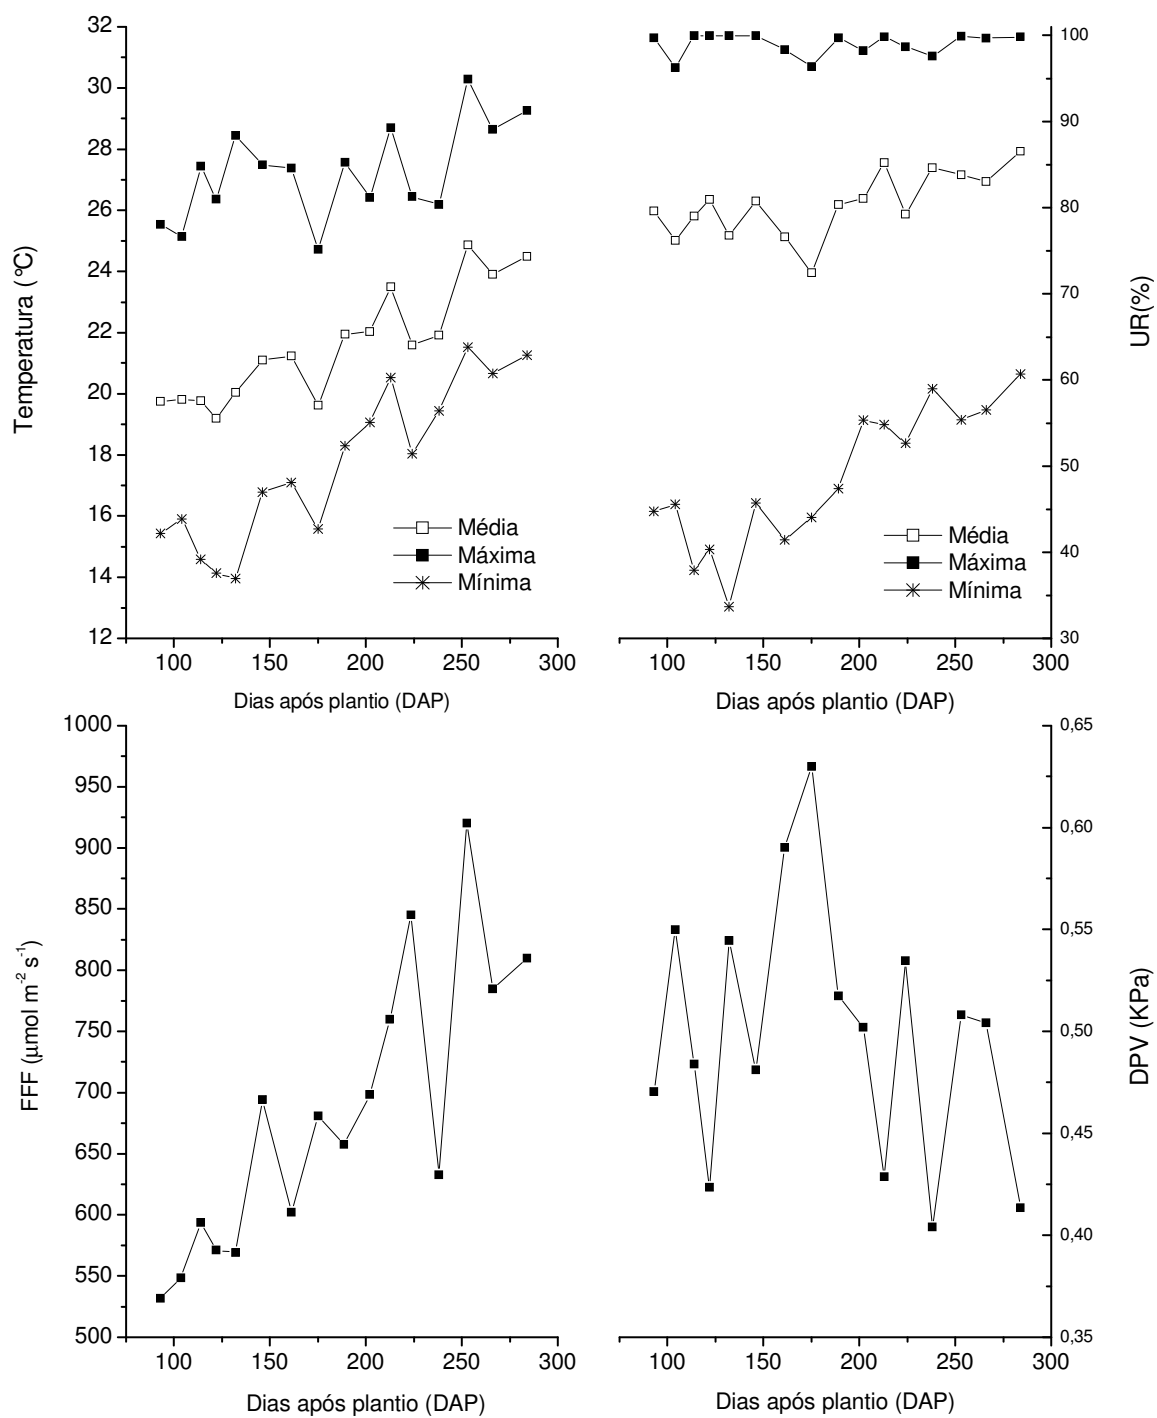 32
30
28
26
24
22
20
18
16
14
12
Temperatura (°C)
Média
Máxima
Mínima
100 150 200 250 300
Dias após plantio (DAP)
100
90
80
70
60
50
40
30
UR(%)
Média
Máxima
Mínima
100 150 200 250 300
Dias após plantio (DAP)
1000
950
900
850
800
750
700
650
600
550
500
FFF (μmol m⁻² s⁻¹)
100 150 200 250 300
Dias após plantio (DAP)
0,65
0,60
0,55
0,50
0,45
0,40
0,35
DPV (KPa)
100 150 200 250 300
Dias após plantio (DAP)